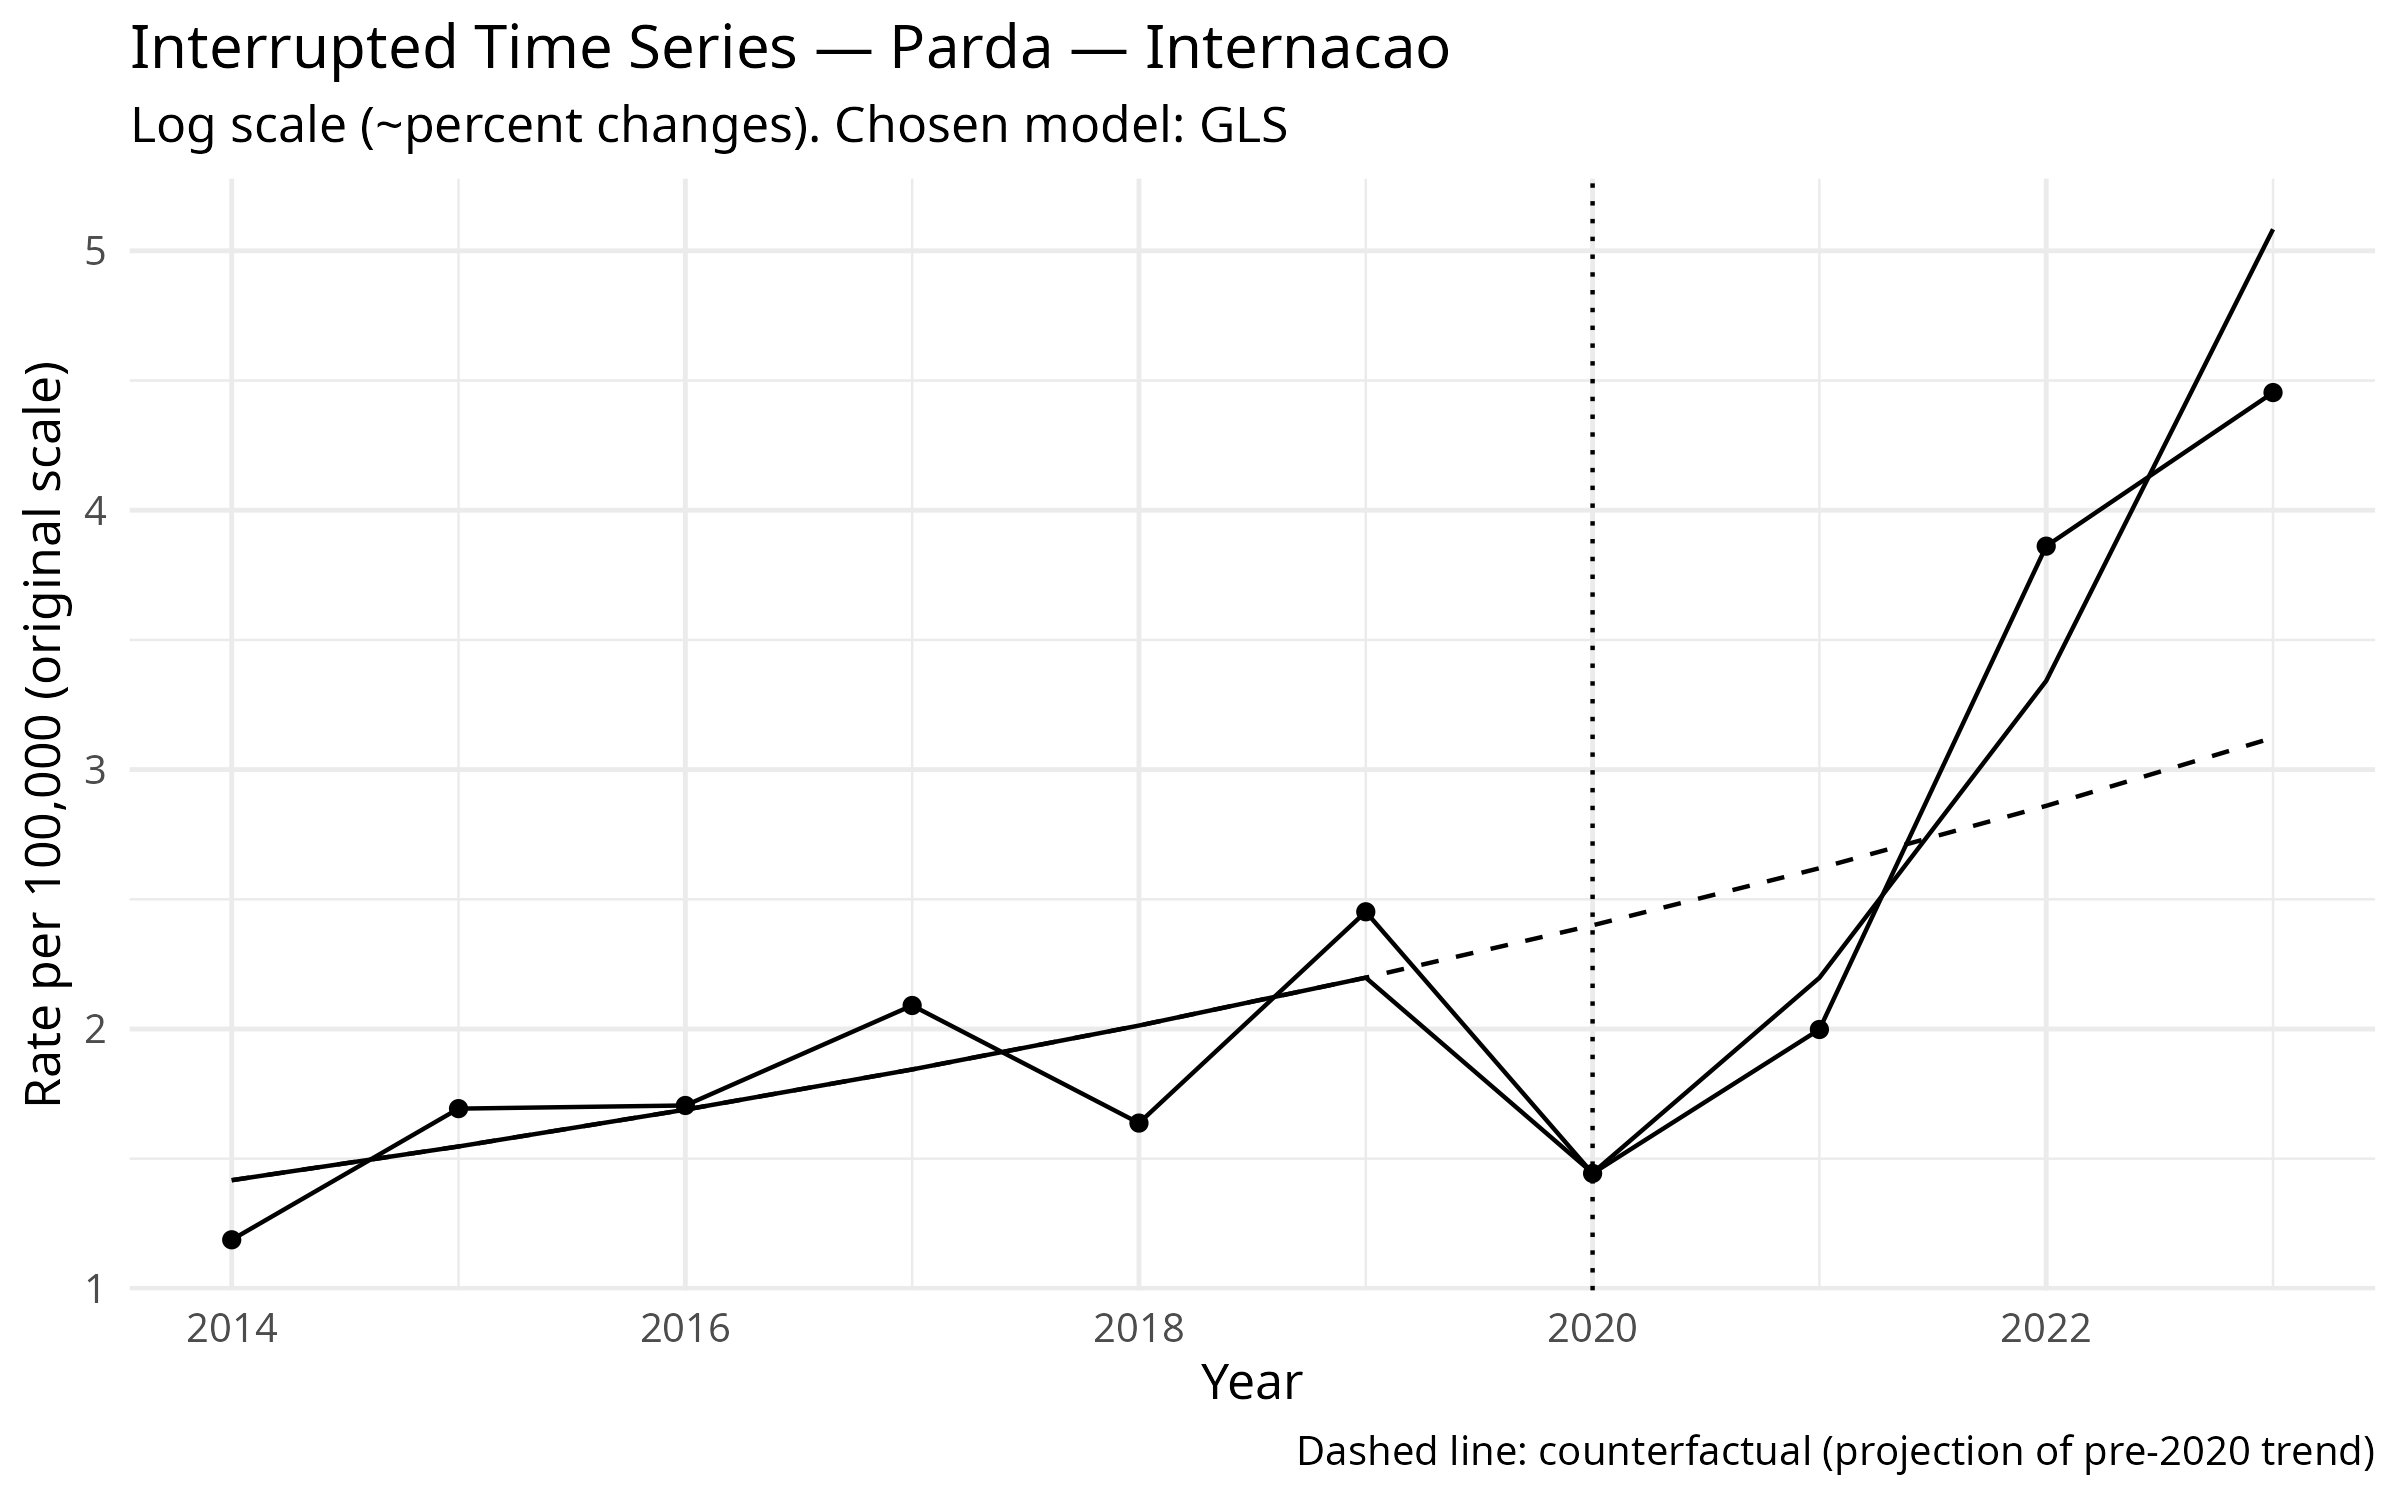 Interrupted Time Series — Parda — Internacao
Log scale (~percent changes). Chosen model: GLS
Rate per 100,000 (original scale)
5
4
3
2
1
2014 2016 2018 2020 2022
Year
Dashed line: counterfactual (projection of pre-2020 trend)